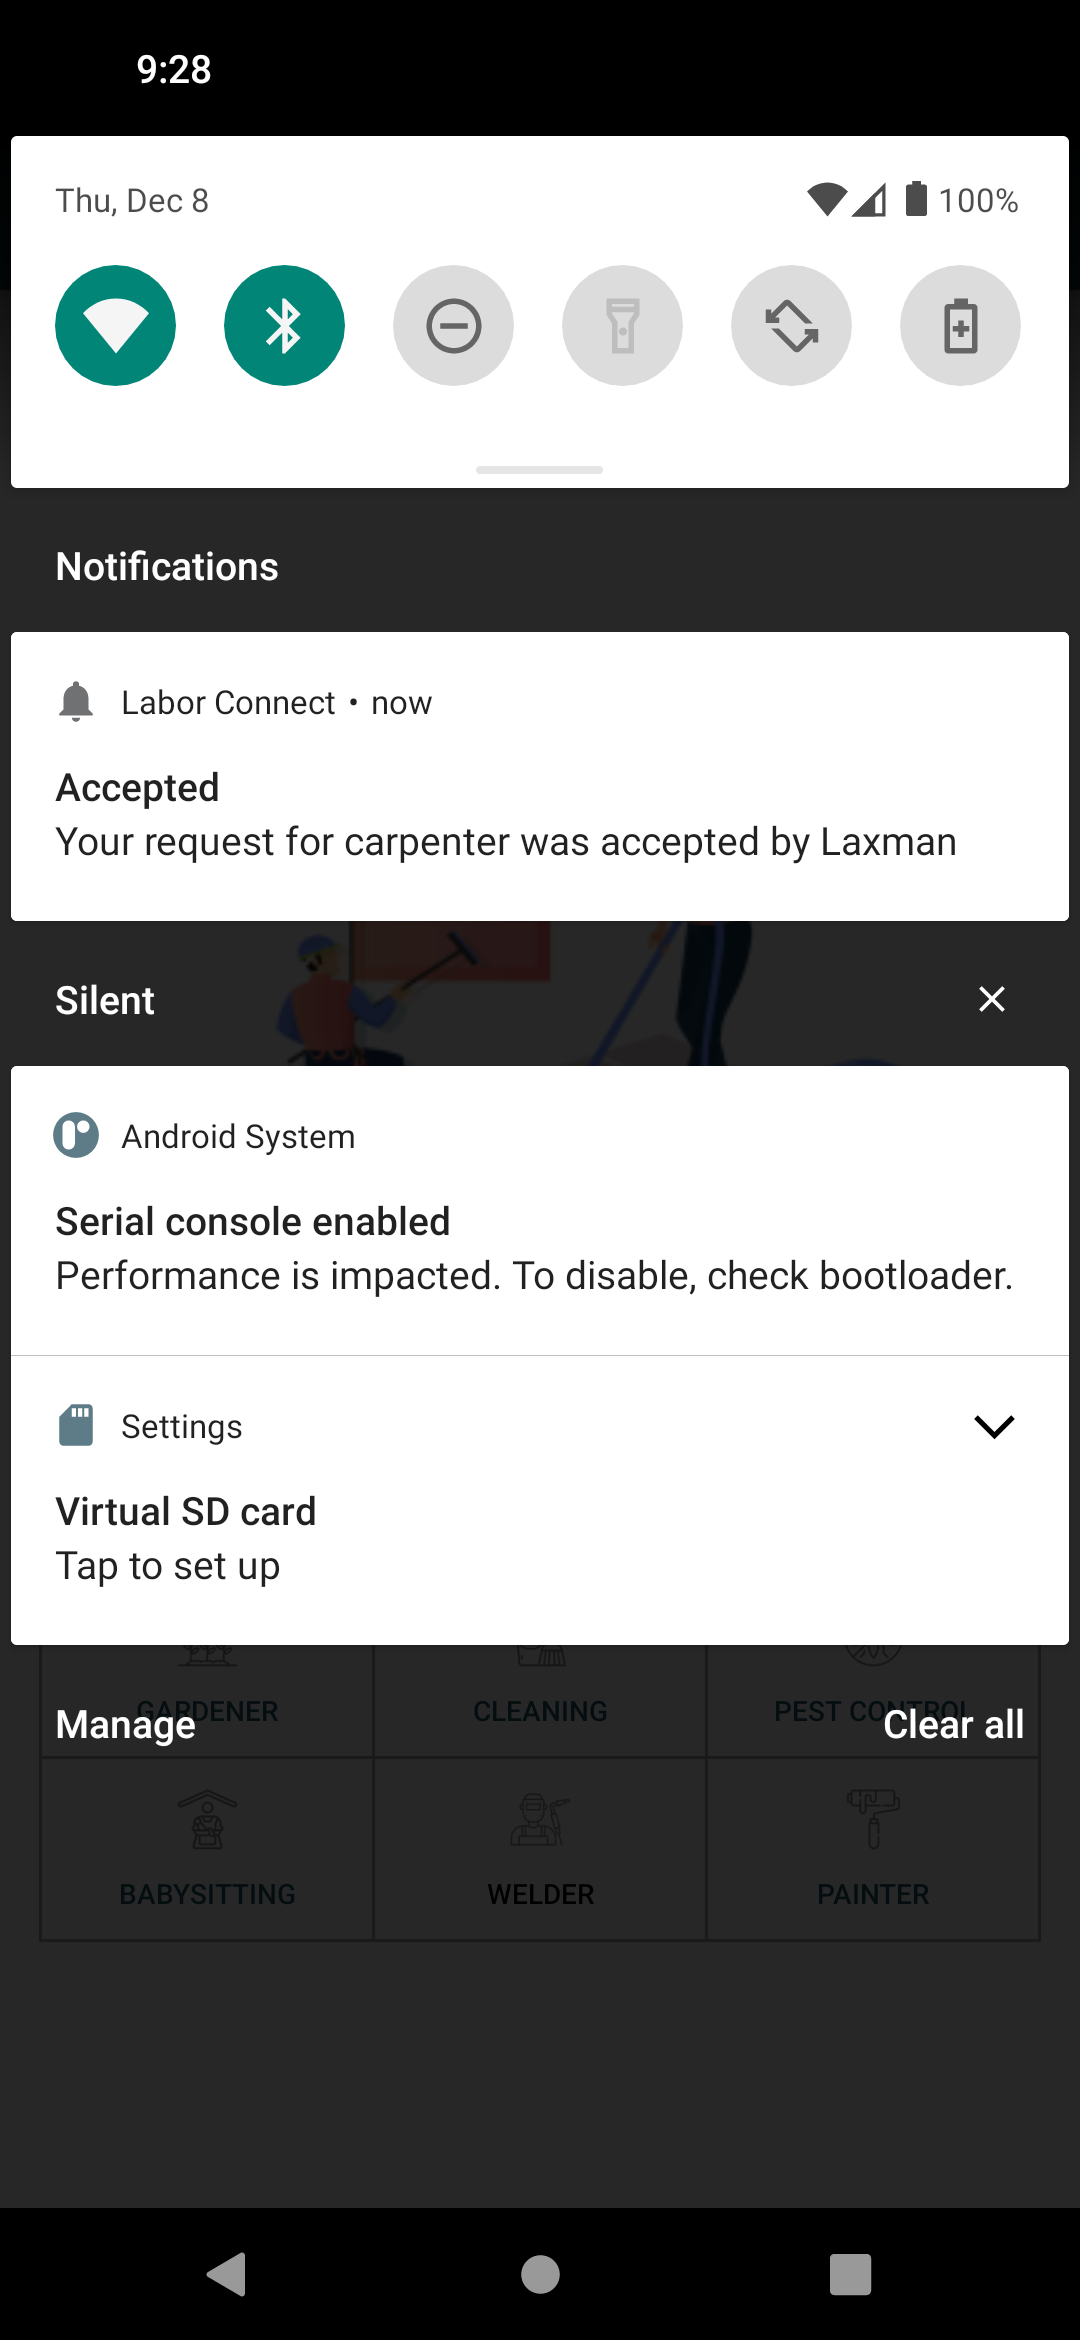 9:28
Thu, Dec 8
100%
Notifications
Labor Connect • now
Accepted
Your request for carpenter was accepted by Laxman
Silent
Android System
Serial console enabled
Performance is impacted. To disable, check bootloader.
Settings
Virtual SD card
Tap to set up
GARDENER CLEANING PEST CONTROL
Manage Clear all
BABYSITTING WELDER PAINTER